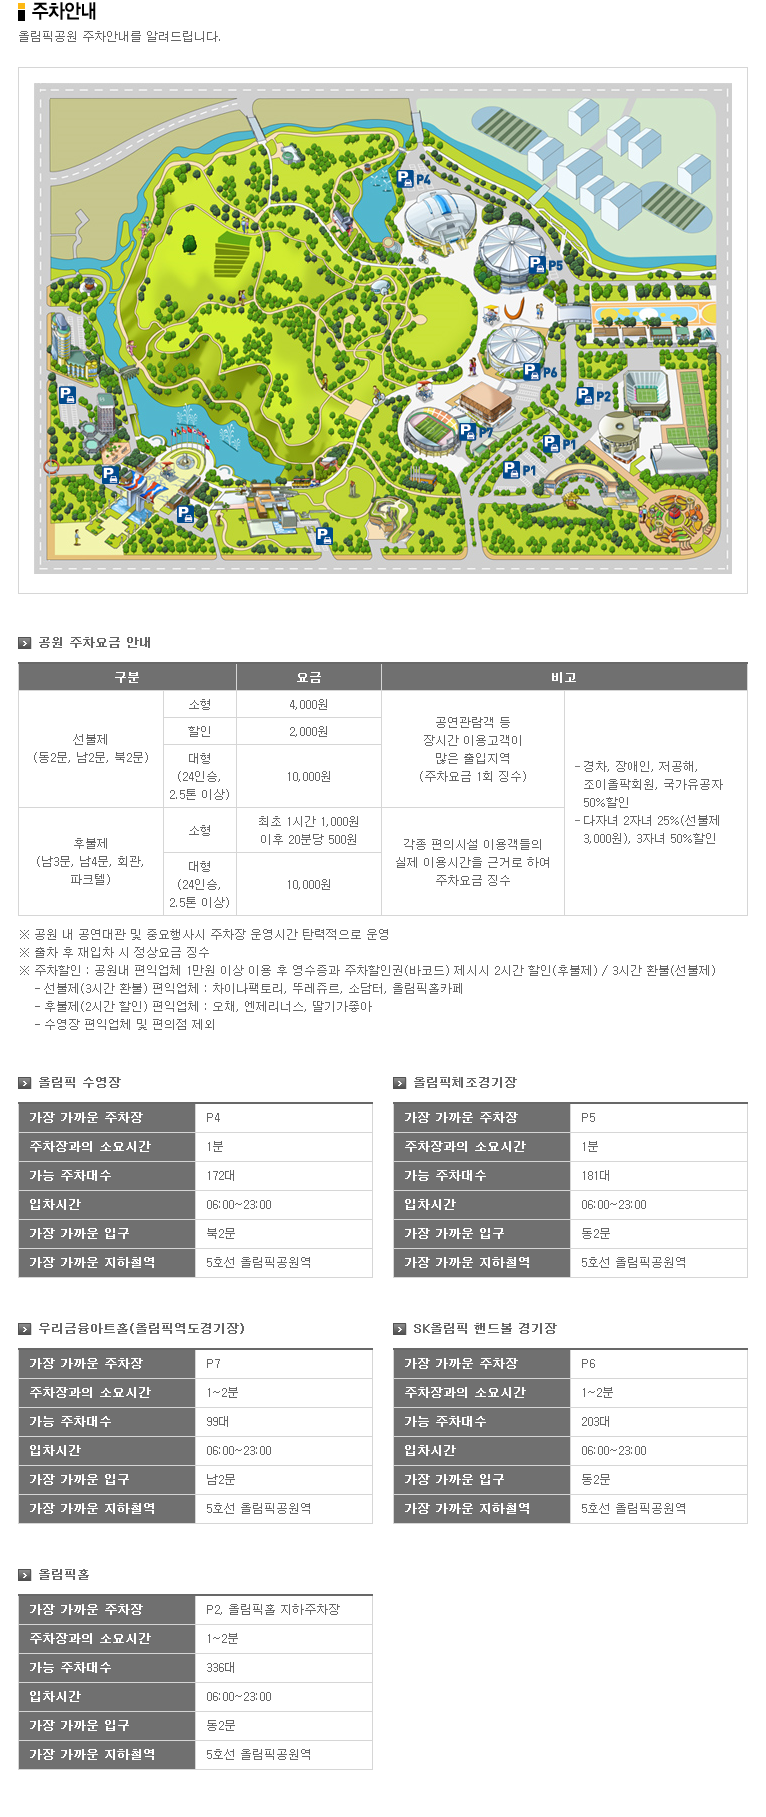 주차안내
올림픽공원 주차안내를 알려드립니다.
P P4
P P5
P P6
P P2
P P7
P P1
P P1
P
P
P
P
공원 주차요금 안내
구분 요금 비고
선불제
(동2문, 남2문, 북2문)
소형 4,000원
할인 2,000원
대형
(24인승,
2.5톤 이상)
10,000원
공연관람객 등
장시간 이용고객이
많은 출입지역
(주차요금 1회 징수)
- 경차, 장애인, 저공해,
조이올팍회원, 국가유공자
50%할인
- 다자녀 2자녀 25%(선불제
3,000원), 3자녀 50%할인
후불제
(남3문, 남4문, 회관,
파크텔)
소형
최초 1시간 1,000원
이후 20분당 500원
대형
(24인승,
2.5톤 이상)
10,000원
각종 편의시설 이용객들의
실제 이용시간을 근거로 하여
주차요금 징수
※ 공원 내 공연대관 및 중요행사시 주차장 운영시간 탄력적으로 운영
※ 출차 후 재입차 시 정상요금 징수
※ 주차할인 : 공원내 편익업체 1만원 이상 이용 후 영수증과 주차할인권(바코드) 제시시 2시간 할인(후불제) / 3시간 환불(선불제)
- 선불제(3시간 환불) 편익업체 : 차이나팩토리, 뚜레쥬르, 소담터, 올림픽홀카페
- 후불제(2시간 할인) 편익업체 : 오채, 엔제리너스, 딸기가좋아
- 수영장 편익업체 및 편의점 제외
올림픽 수영장
가장 가까운 주차장 P4
주차장과의 소요시간 1분
가능 주차대수 172대
입차시간 06:00~23:00
가장 가까운 입구 북2문
가장 가까운 지하철역 5호선 올림픽공원역
올림픽체조경기장
가장 가까운 주차장 P5
주차장과의 소요시간 1분
가능 주차대수 181대
입차시간 06:00~23:00
가장 가까운 입구 동2문
가장 가까운 지하철역 5호선 올림픽공원역
우리금융아트홀(올림픽역도경기장)
가장 가까운 주차장 P7
주차장과의 소요시간 1~2분
가능 주차대수 99대
입차시간 06:00~23:00
가장 가까운 입구 남2문
가장 가까운 지하철역 5호선 올림픽공원역
SK올림픽 핸드볼 경기장
가장 가까운 주차장 P6
주차장과의 소요시간 1~2분
가능 주차대수 203대
입차시간 06:00~23:00
가장 가까운 입구 동2문
가장 가까운 지하철역 5호선 올림픽공원역
올림픽홀
가장 가까운 주차장 P2, 올림픽홀 지하주차장
주차장과의 소요시간 1~2분
가능 주차대수 336대
입차시간 06:00~23:00
가장 가까운 입구 동2문
가장 가까운 지하철역 5호선 올림픽공원역